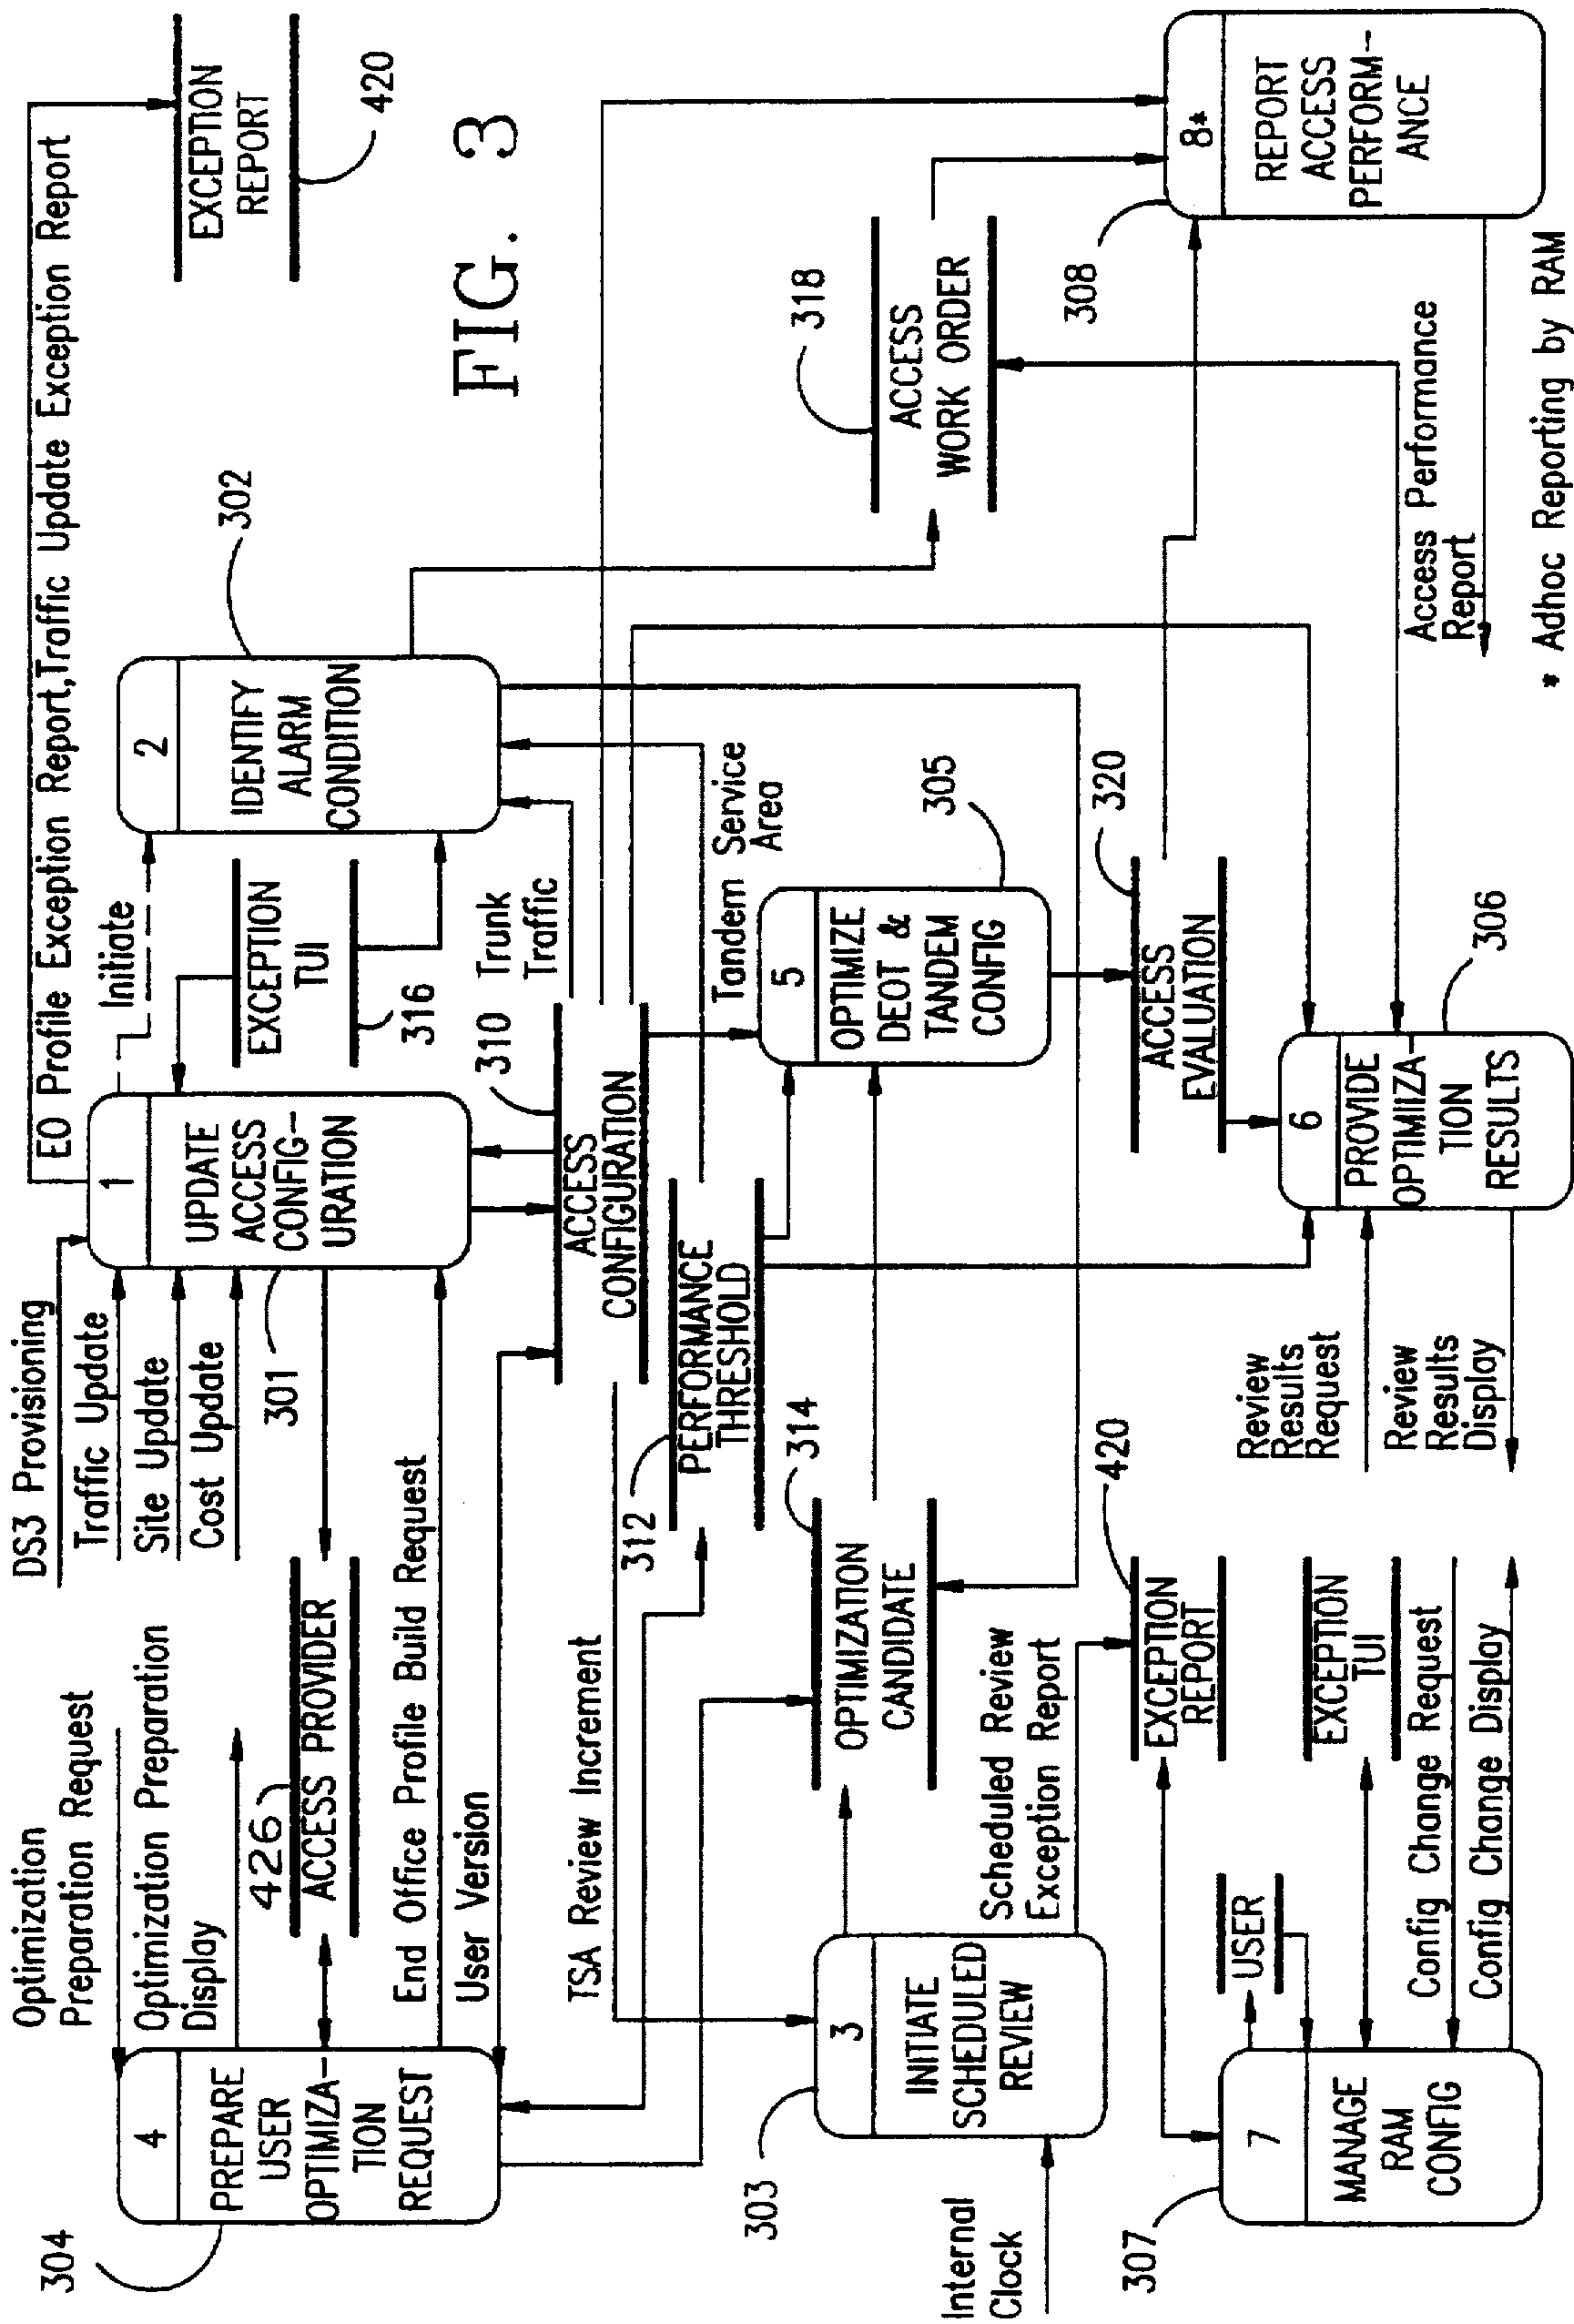 Optimization
Preparation Request
Optimization Preparation
Display
426
ACCESS PROVIDER
End Office Profile Build Request
User Version
304
4
PREPARE
USER
OPTIMIZA-
TION
REQUEST
DS3 Provisioning
Traffic Update
Site Update
Cost Update
301
1
UPDATE
ACCESS
CONFIG-
URATION
EO Profile Exception Report,Traffic Update Exception Report
Initiate
EXCEPTION
TUI
316
2
IDENTIFY
ALARM
CONDITION
302
EXCEPTION
REPORT
420
FIG. 3
TSA Review Increment
310
ACCESS
CONFIGURATION
Trunk
Traffic
312
PERFORMANCE
THRESHOLD
Tandem Service
Area
314
OPTIMIZATION
CANDIDATE
5
OPTIMIZE
DEOT &
TANDEM
CONFIG
305
318
ACCESS
WORK ORDER
303
3
INITIATE
SCHEDULED
REVIEW
Internal
Clock
Scheduled Review
Exception Report
420
EXCEPTION
REPORT
320
ACCESS
EVALUATION
308
8*
REPORT
ACCESS
PERFORM-
ANCE
307
7
MANAGE
RAM
CONFIG
USER
EXCEPTION
TUI
Config Change Request
Config Change Display
Review
Results
Request
Review
Results
Display
6
PROVIDE
OPTIMIIZA-
TION
RESULTS
306
Access Performance
Report
* Adhoc Reporting by RAM